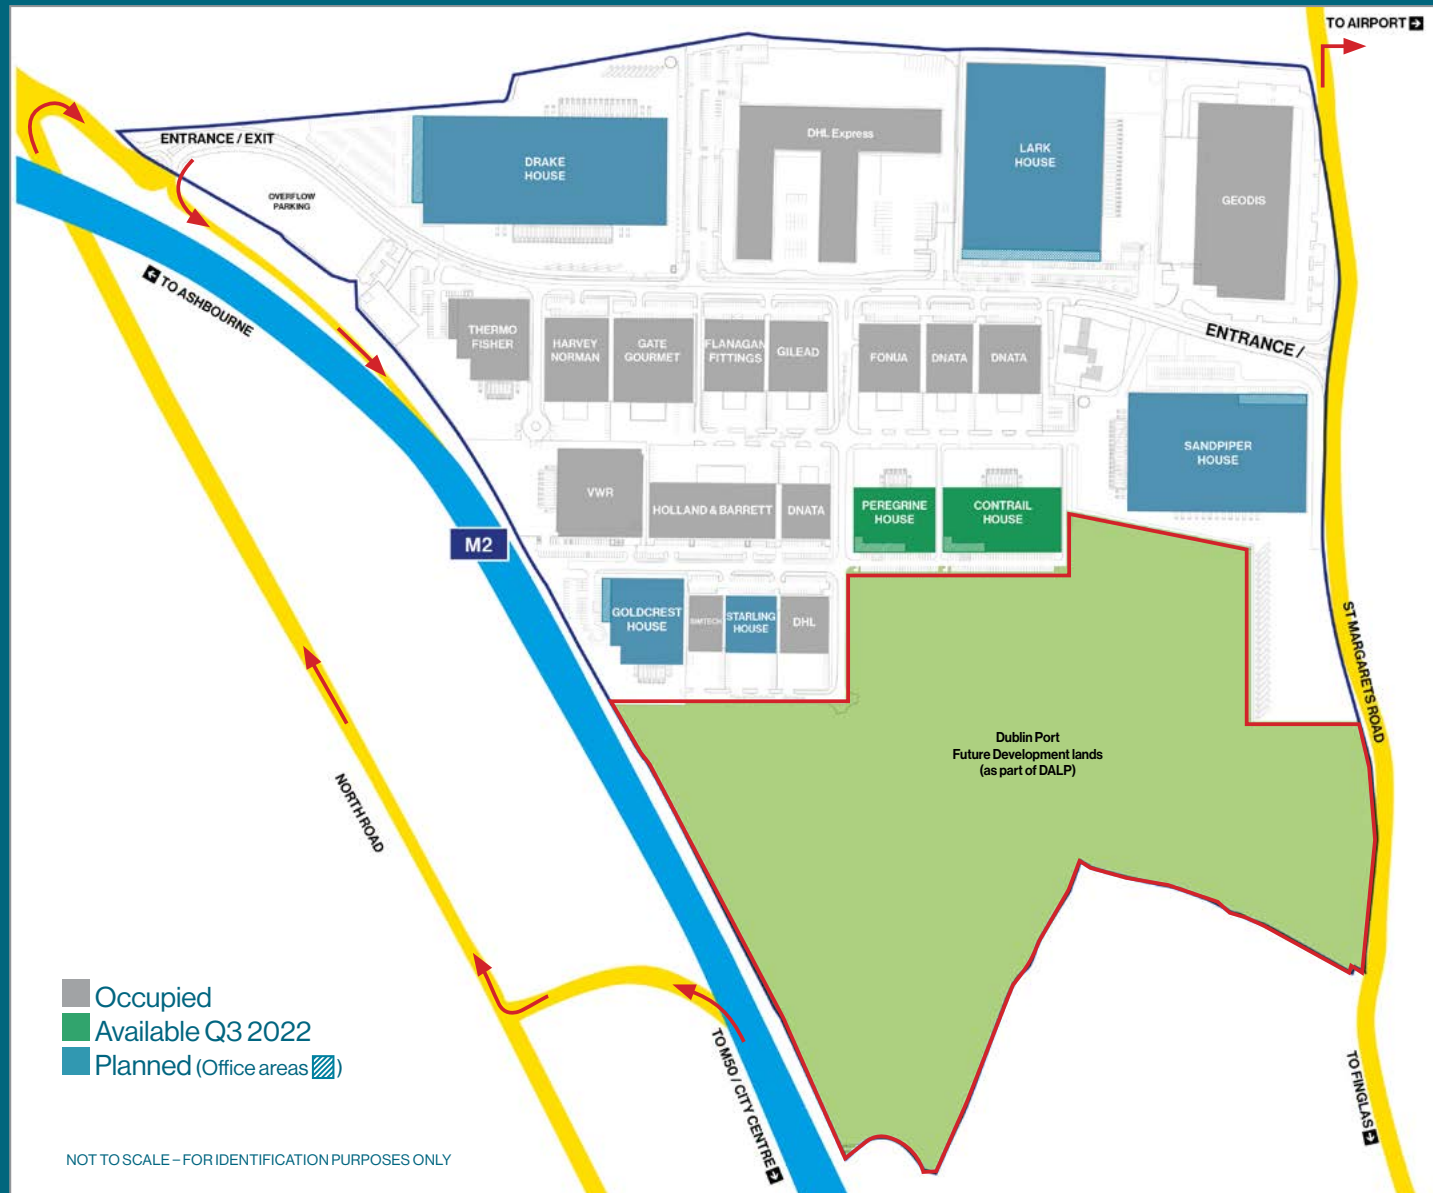 TO AIRPORT
ENTRANCE / EXIT
OVERFLOW
PARKING
DRAKE
HOUSE
DHL Express
LARK
HOUSE
GEODIS
TO ASHBOURNE
THERMO
FISHER
HARVEY
NORMAN
GATE
GOURMET
FLANAGAN
FITTINGS
GILEAD
FONUA
DNATA
DNATA
ENTRANCE /
SANDPIPER
HOUSE
VWR
HOLLAND & BARRETT
DNATA
PEREGRINE
HOUSE
CONTRAIL
HOUSE
M2
GOLDCREST
HOUSE
STARLING
HOUSE
DHL
ST MARGARETS ROAD
Dublin Port
Future Development lands
(as part of DALP)
NORTH ROAD
Occupied
Available Q3 2022
Planned (Office areas )
TO M50 / CITY CENTRE
TO FINGLAS
NOT TO SCALE – FOR IDENTIFICATION PURPOSES ONLY